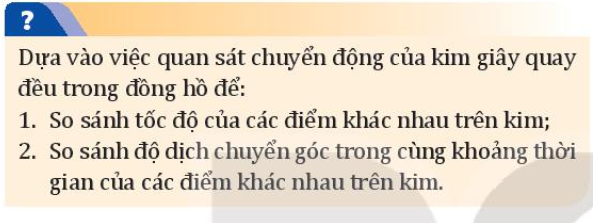 ?
Dựa vào việc quan sát chuyển động của kim giây quay
đều trong đồng hồ để:
1. So sánh tốc độ của các điểm khác nhau trên kim;
2. So sánh độ dịch chuyển góc trong cùng khoảng thời
gian của các điểm khác nhau trên kim.